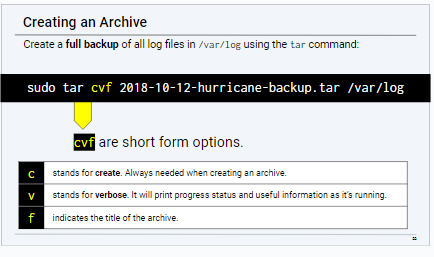 Creating an Archive
Create a full backup of all log files in /var/log using the tar command:
sudo tar cvf 2018-10-12-hurricane-backup.tar /var/log
cvf are short form options.
c stands for create. Always needed when creating an archive.
v stands for verbose. It will print progress status and useful information as it's running.
f indicates the title of the archive.